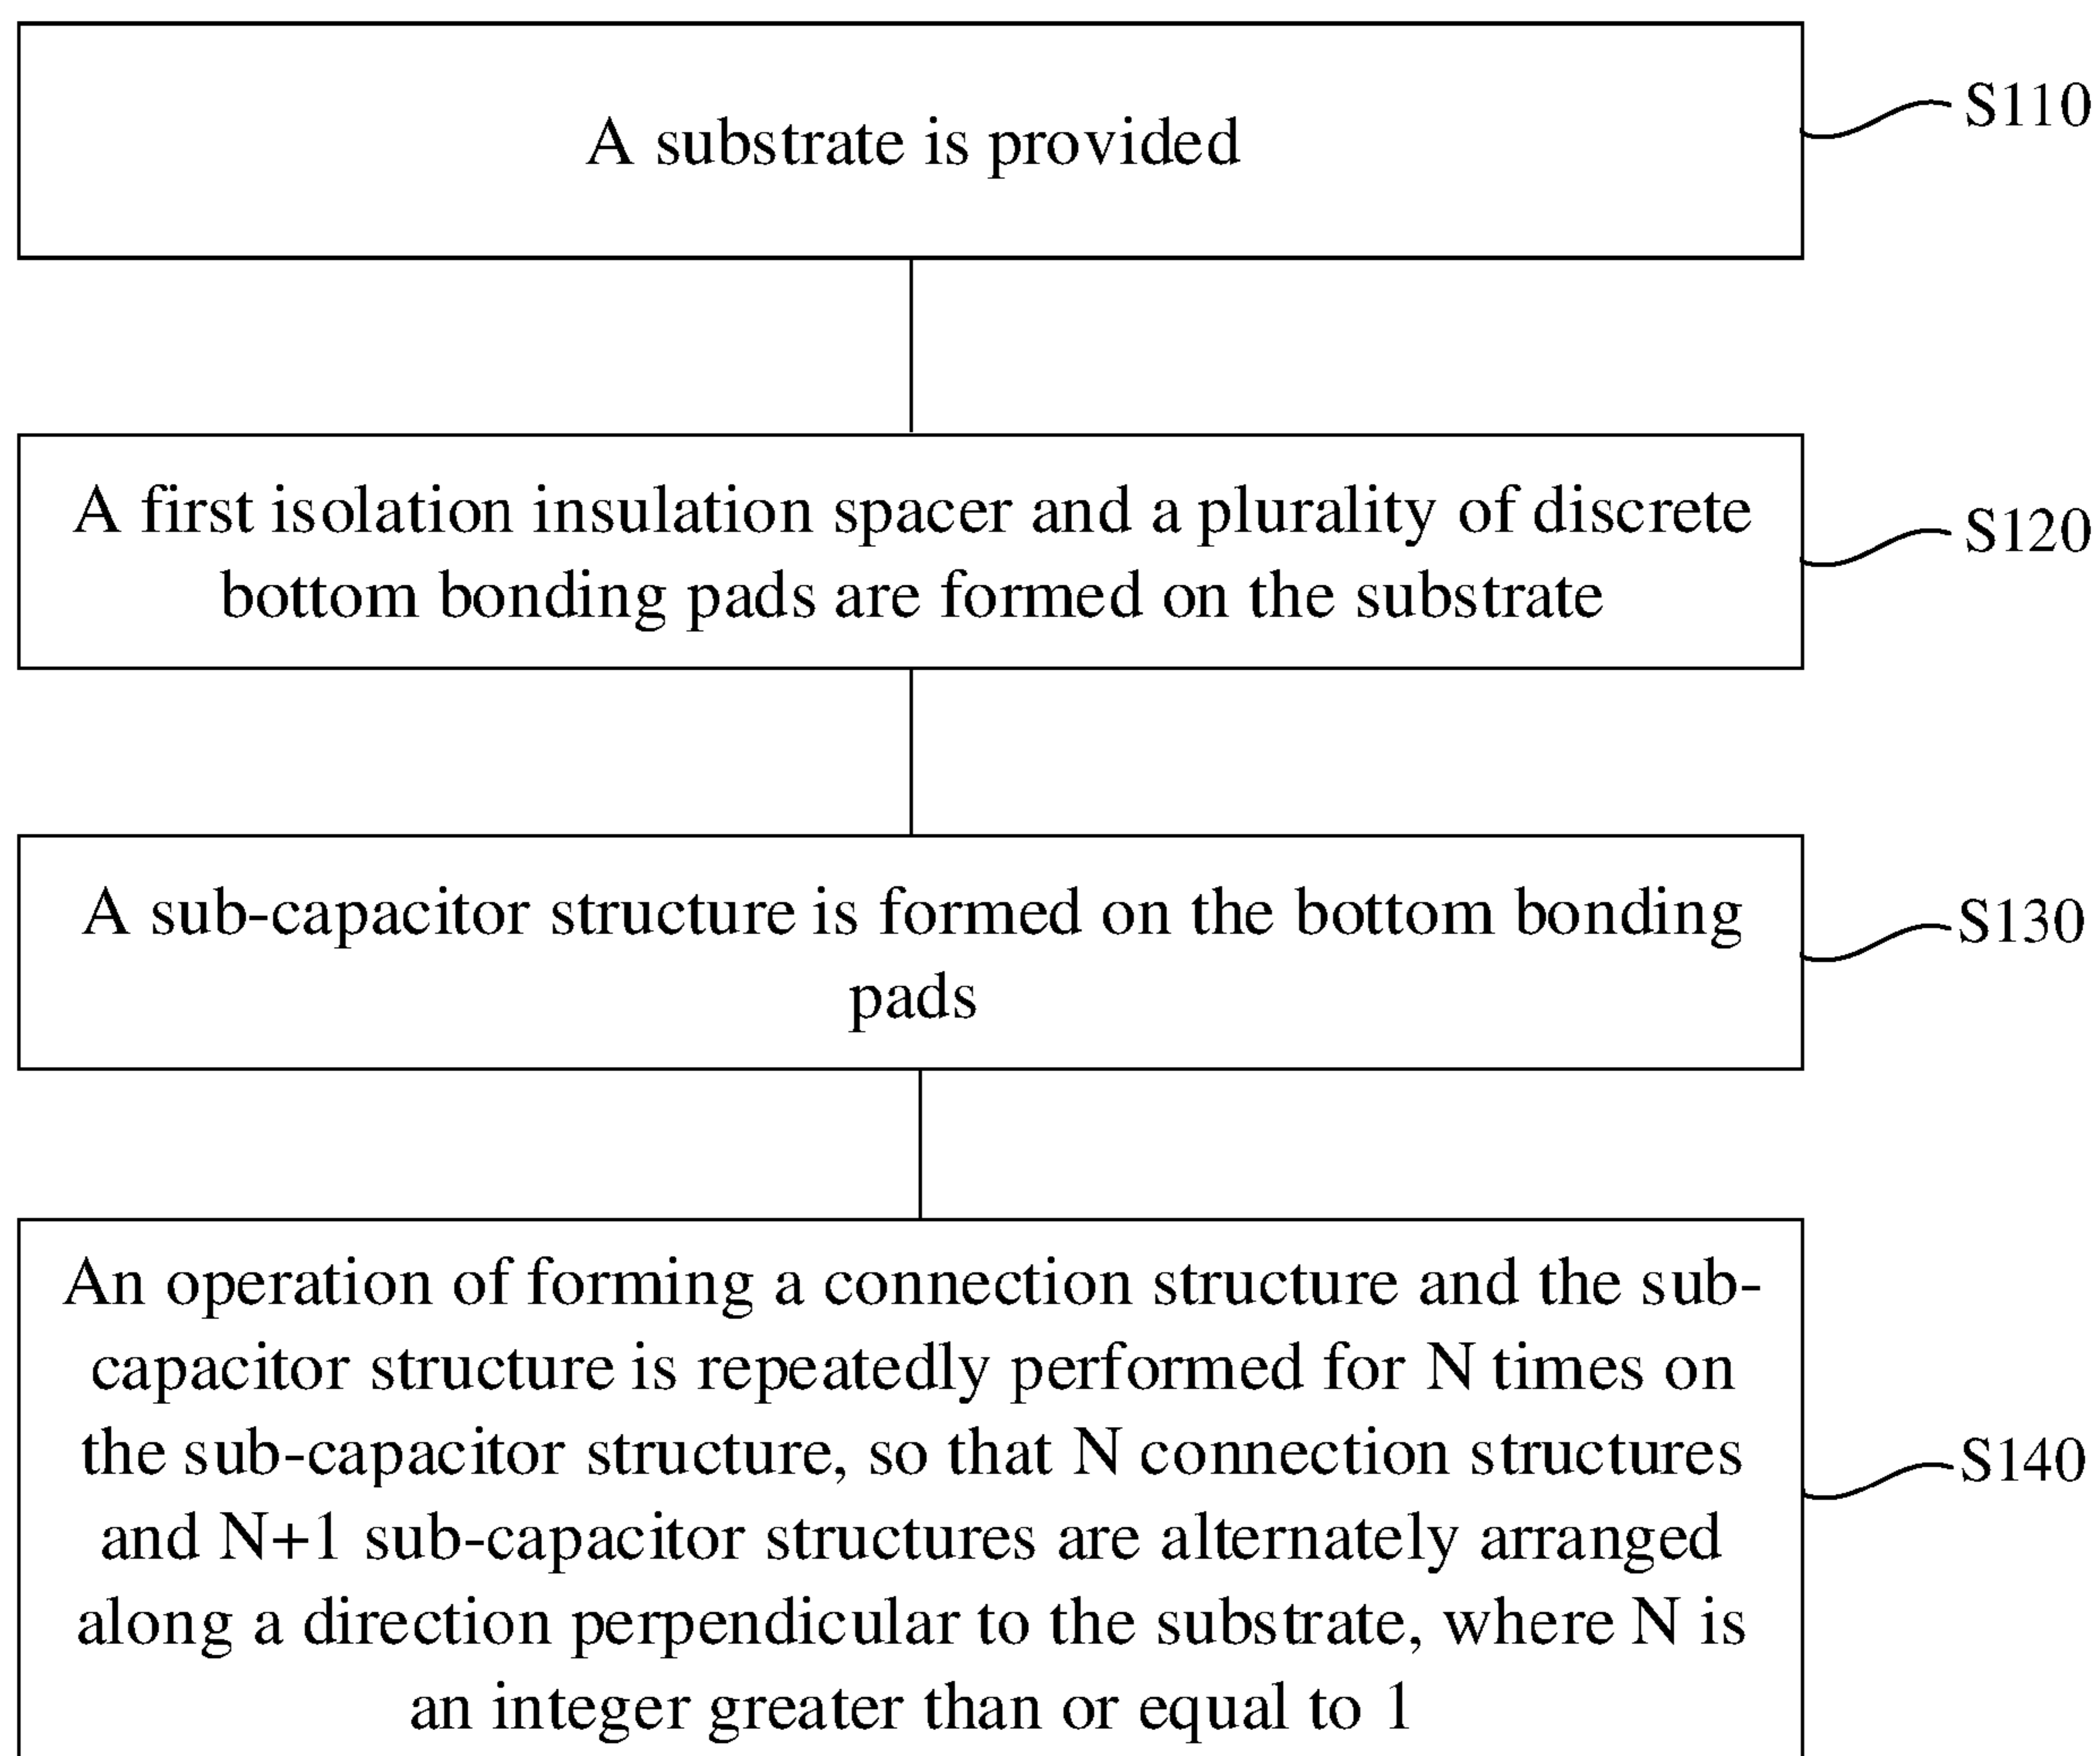 A substrate is provided
S110
A first isolation insulation spacer and a plurality of discrete
bottom bonding pads are formed on the substrate
S120
A sub-capacitor structure is formed on the bottom bonding
pads
S130
An operation of forming a connection structure and the sub-
capacitor structure is repeatedly performed for N times on
the sub-capacitor structure, so that N connection structures
and N+1 sub-capacitor structures are alternately arranged
along a direction perpendicular to the substrate, where N is
an integer greater than or equal to 1
S140